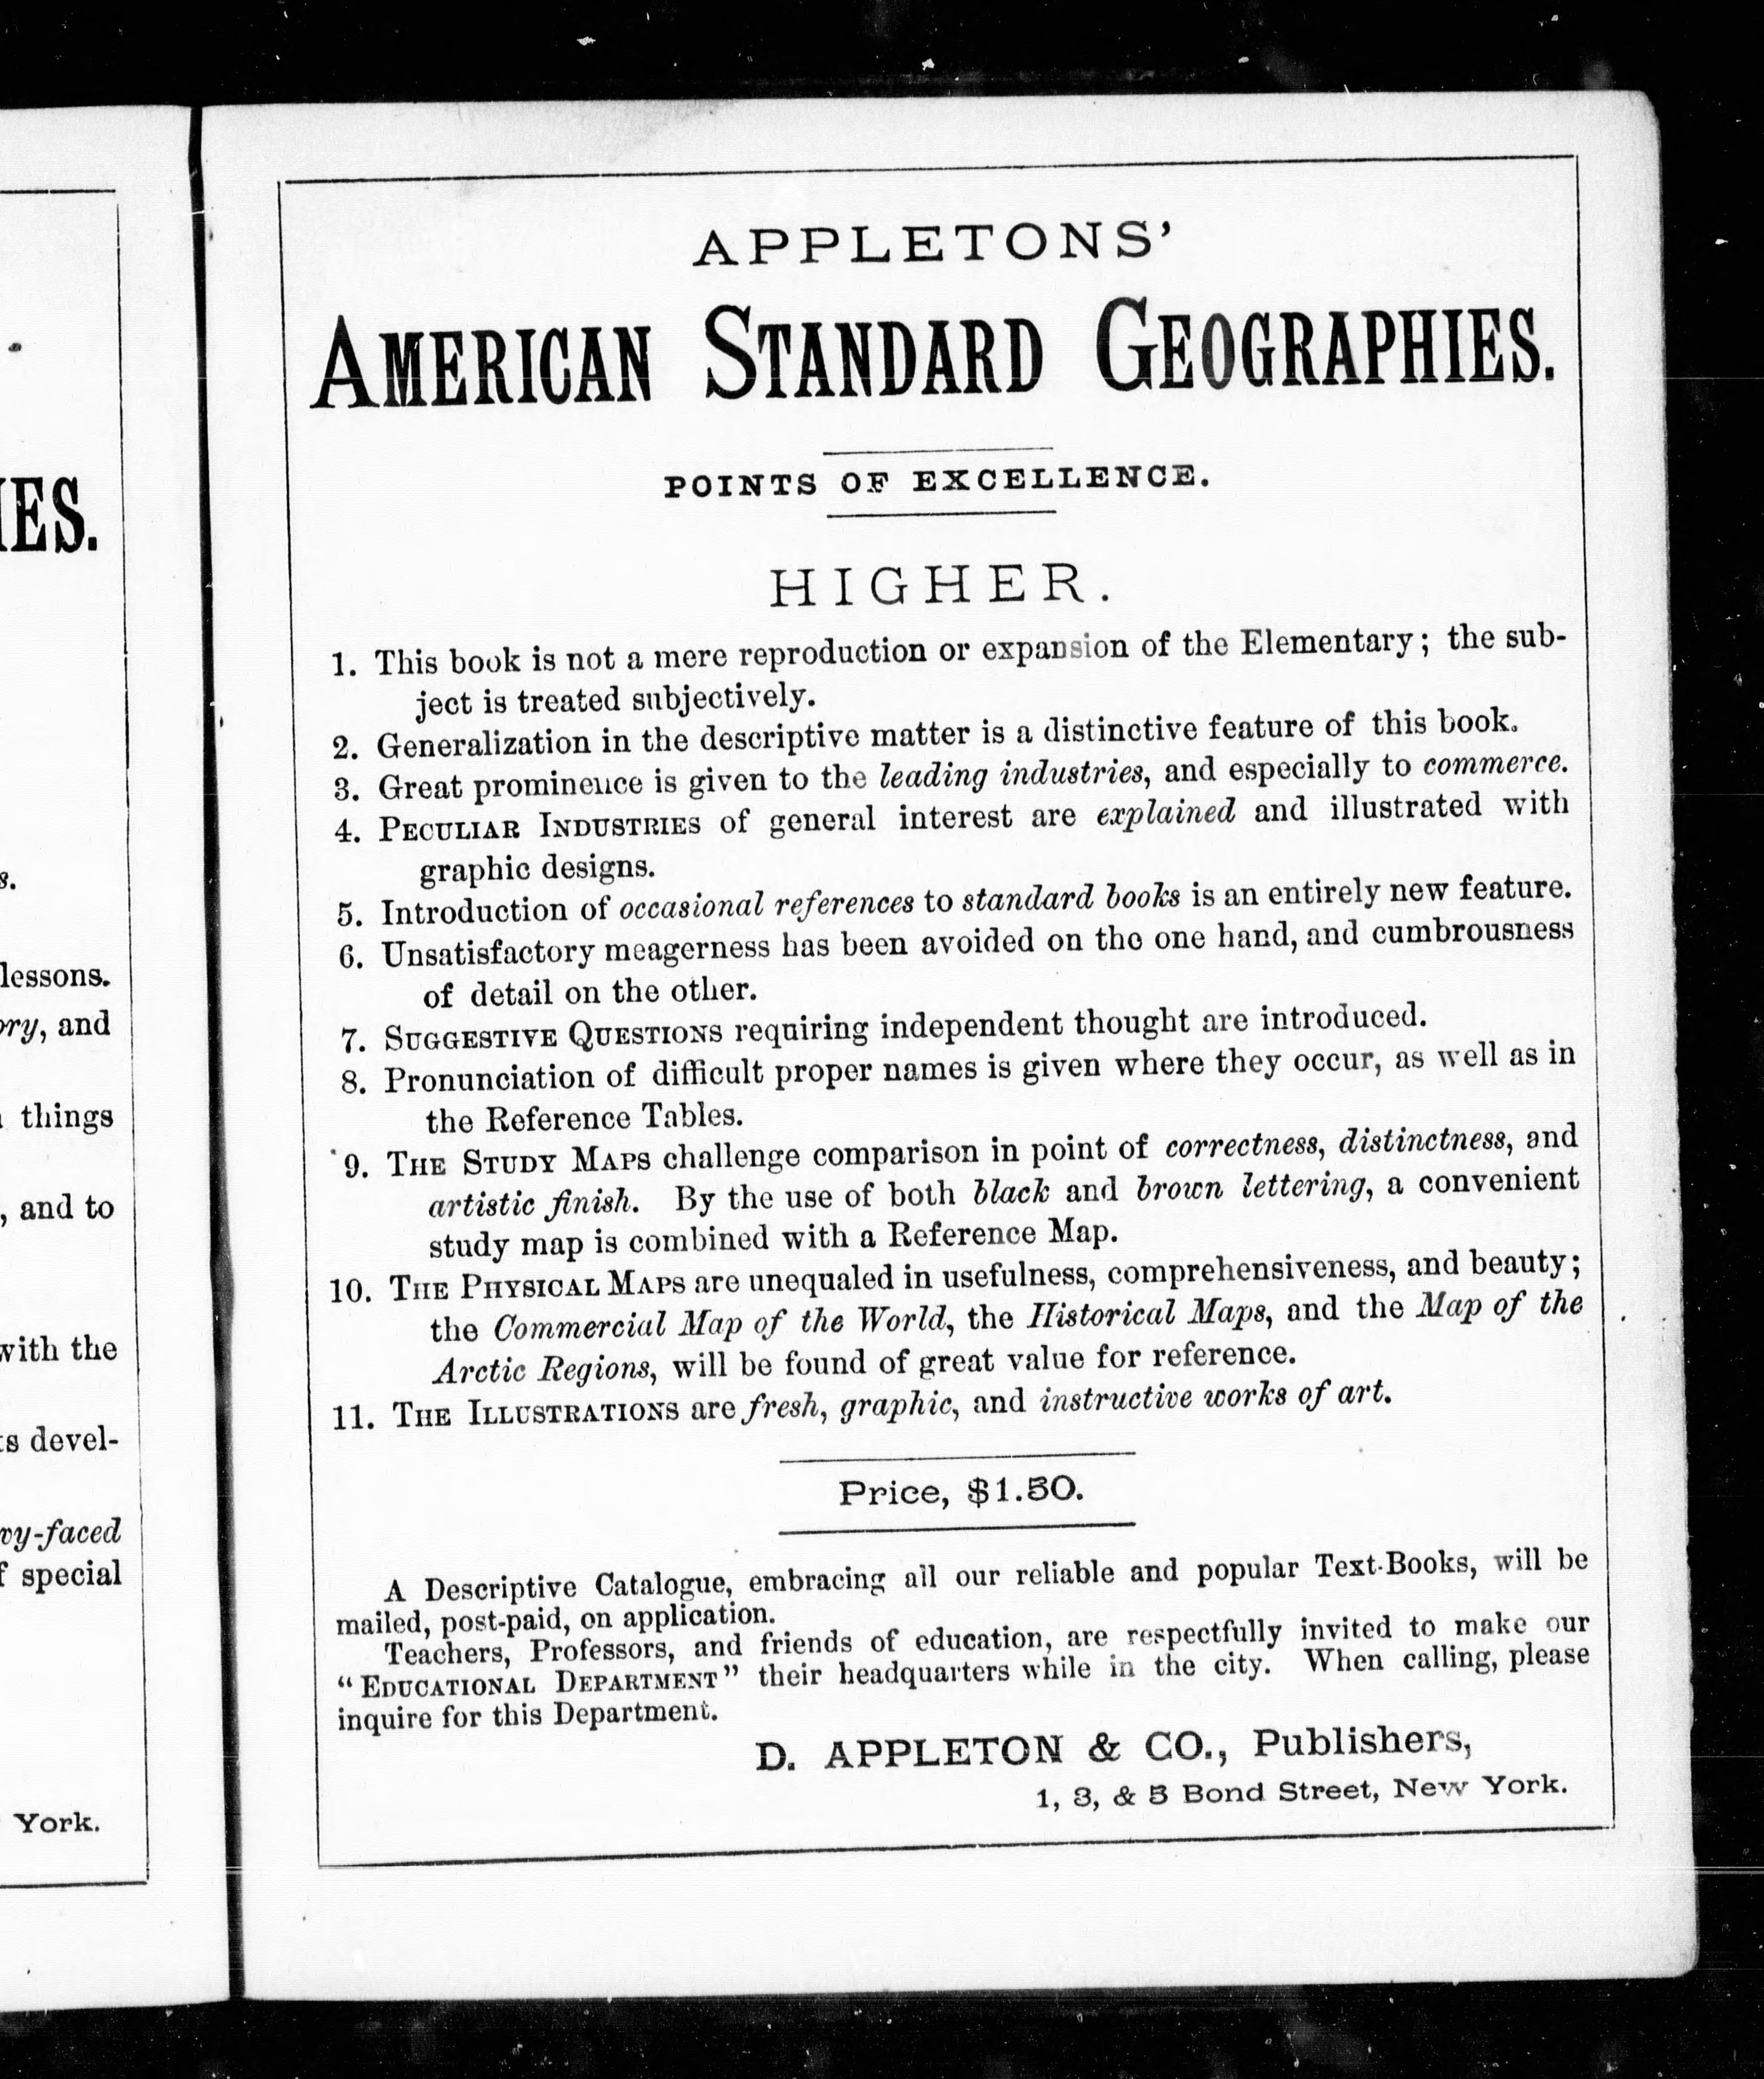 IES.
s.
lessons.
ory, and
things
, and to
with the
ts devel-
vy-faced
f special
York.
APPLETONS'
AMERICAN STANDARD GEOGRAPHIES.
POINTS OF EXCELLENCE.
HIGHER.
1. This book is not a mere reproduction or expansion of the Elementary; the sub-
ject is treated subjectively.
2. Generalization in the descriptive matter is a distinctive feature of this book.
3. Great prominence is given to the leading industries, and especially to commerce.
4. PECULIAR INDUSTRIES of general interest are explained and illustrated with
graphic designs.
5. Introduction of occasional references to standard books is an entirely new feature.
6. Unsatisfactory meagerness has been avoided on the one hand, and cumbrousness
of detail on the other.
7. SUGGESTIVE QUESTIONS requiring independent thought are introduced.
8. Pronunciation of difficult proper names is given where they occur, as well as in
the Reference Tables.
9. THE STUDY MAPS challenge comparison in point of correctness, distinctness, and
artistic finish. By the use of both black and brown lettering, a convenient
study map is combined with a Reference Map.
10. THE PHYSICAL MAPS are unequaled in usefulness, comprehensiveness, and beauty;
the Commercial Map of the World, the Historical Maps, and the Map of the
Arctic Regions, will be found of great value for reference.
11. THE ILLUSTRATIONS are fresh, graphic, and instructive works of art.
Price, $1.50.
A Descriptive Catalogue, embracing all our reliable and popular Text-Books, will be
mailed, post-paid, on application.
Teachers, Professors, and friends of education, are respectfully invited to make our
"EDUCATIONAL DEPARTMENT" their headquarters while in the city. When calling, please
inquire for this Department.
D. APPLETON & CO., Publishers,
1, 3, & 5 Bond Street, New York.